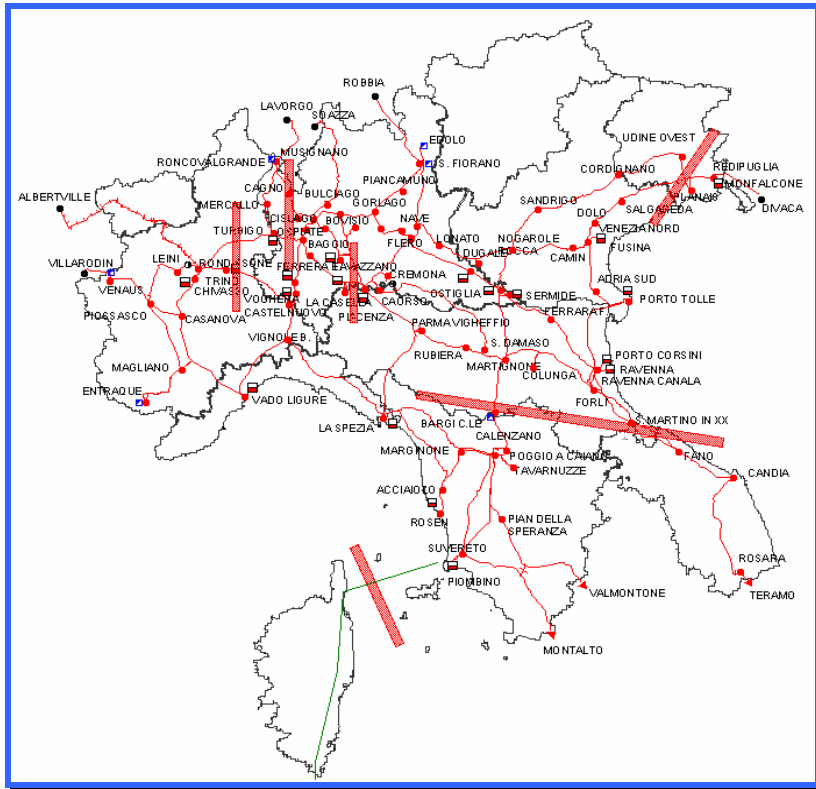 ROBBIA
LAVORGO
SOAZZA
EDOLO
UDINE OVEST
MUSIGNANO
RONCOVALGRANDE
S. FIORANO
REDIPUGLIA
CORDIGNANO
MONFALCONE
CAGNO
PIANCAMUNO
ALBERTVILLE
MERCALLO
BULCIAGO
GORLAGO
SANDRIGO
SALGAREDA
PLANAIS
DIVACA
CISLAGO
BOVISIO
NAVE
DOLO
TURBIGO
OSPIATE
VENEZIA NORD
BAGGIO
FLERO
LONATO
NOGAROLE
ROCCA
FUSINA
VILLARODIN
LEINI
RONDISSONE
DUGALE
CAMIN
VENAUS
TRINO
CHIVASSO
FERRERA E.
LAVAZZANO
CREMONA
ADRIA SUD
VOGHERA
LA CASELLA
CAORSO
OSTIGLIA
SERMIDE
PORTO TOLLE
PIOSSASCO
CASANOVA
CASTELNUOVO
PIACENZA
FERRARA F.
PARMA VIGHEFFIO
VIGNOLE B.
RUBIERA
S. DAMASO
PORTO CORSINI
MAGLIANO
MARTIGNONE
COLUNGA
RAVENNA
RAVENNA CANALA
ENTRAQUE
VADO LIGURE
FORLI
LA SPEZIA
BARGI C.LE
S. MARTINO IN XX
CALENZANO
MARGINONE
POGGIO A CAIANO
FANO
TAVARNUZZE
CANDIA
ACCIAIOLO
ROSEN
PIAN DELLA
SPERANZA
SUVERETO
ROSARA
PIOMBINO
VALMONTONE
TERAMO
MONTALTO